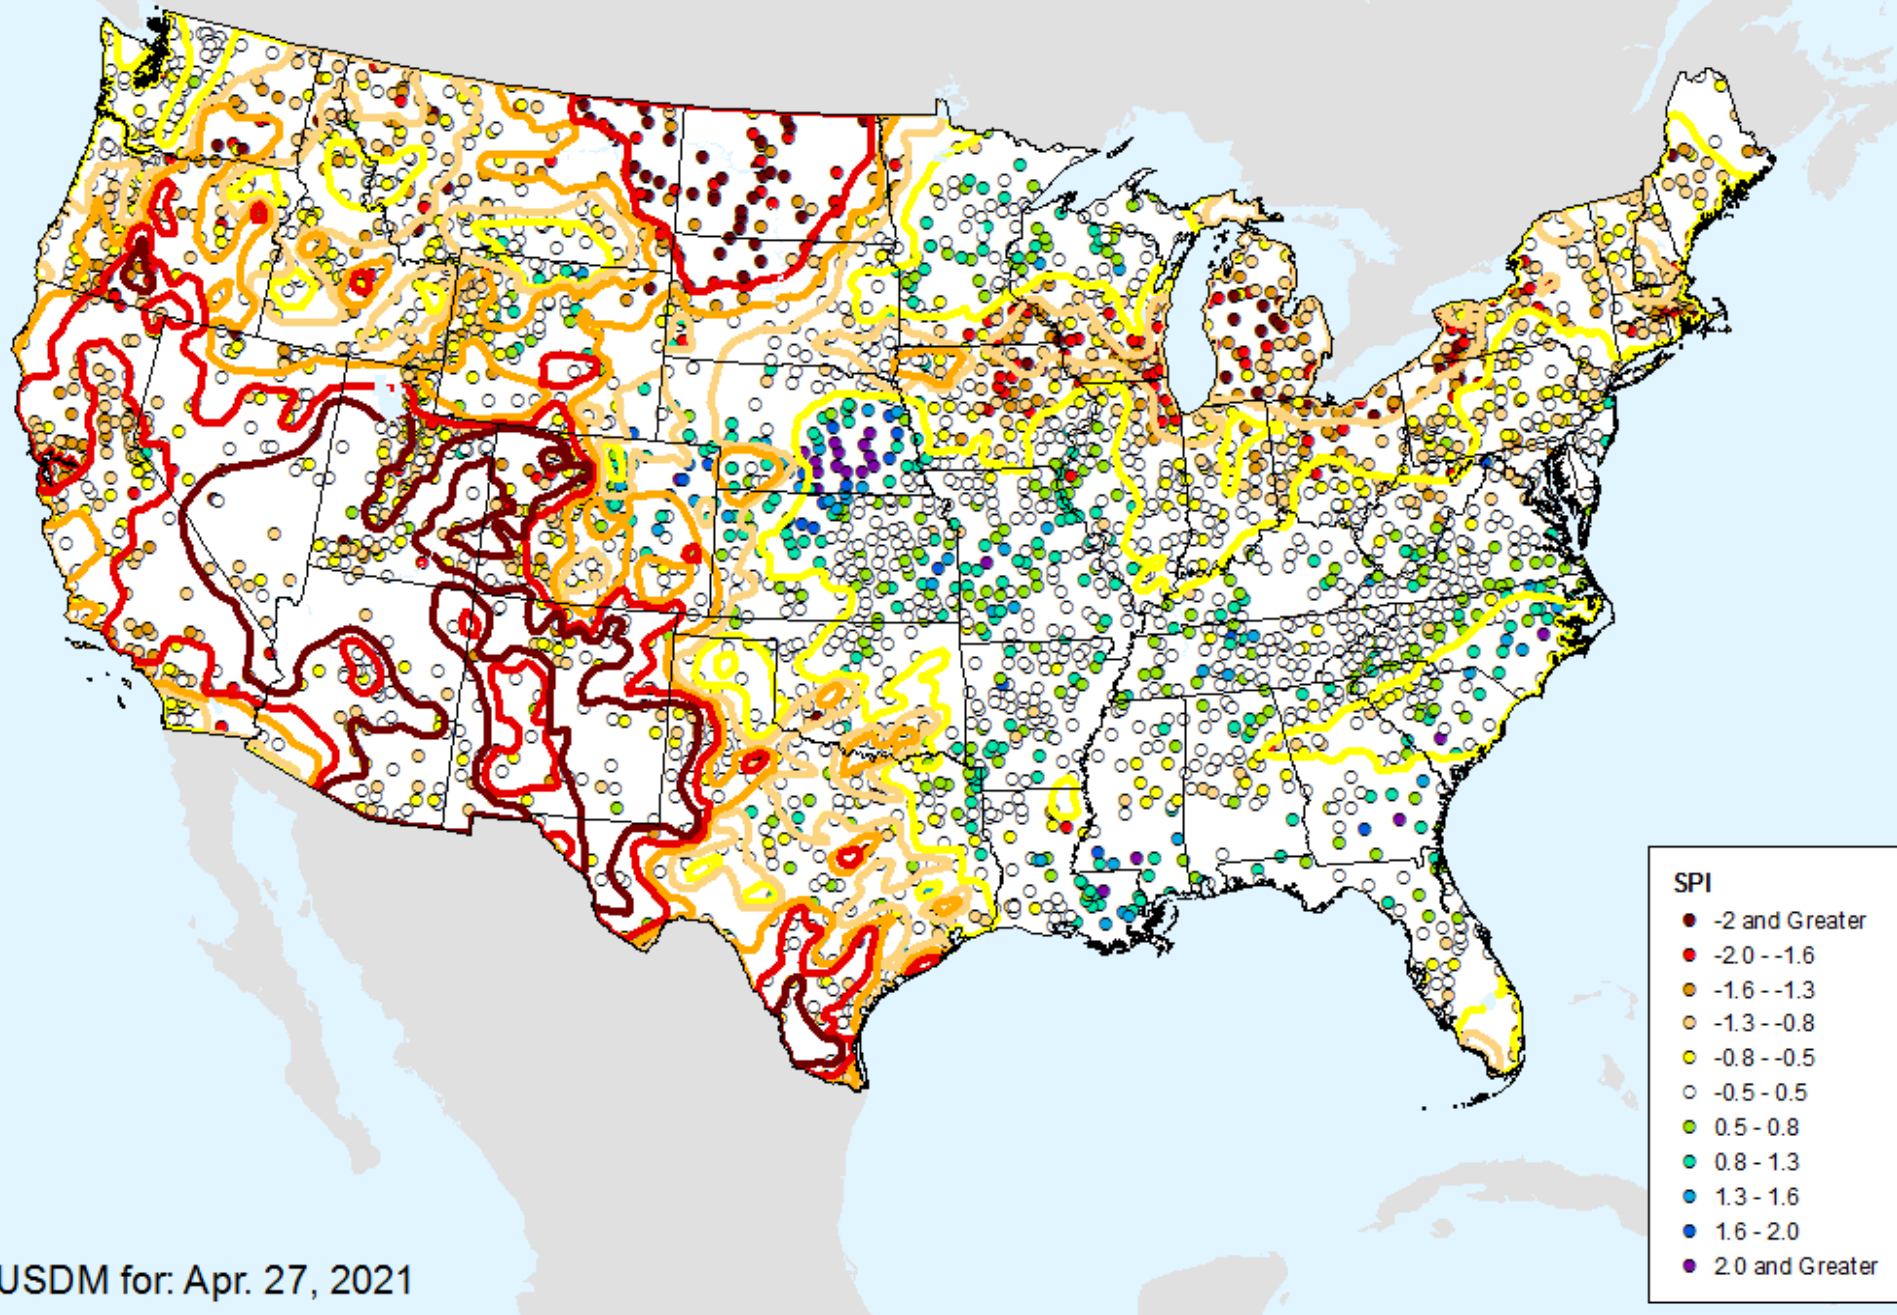 SPI
-2 and Greater
-2.0 - -1.6
-1.6 - -1.3
-1.3 - -0.8
-0.8 - -0.5
-0.5 - 0.5
0.5 - 0.8
0.8 - 1.3
1.3 - 1.6
1.6 - 2.0
2.0 and Greater
USDM for: Apr. 27, 2021